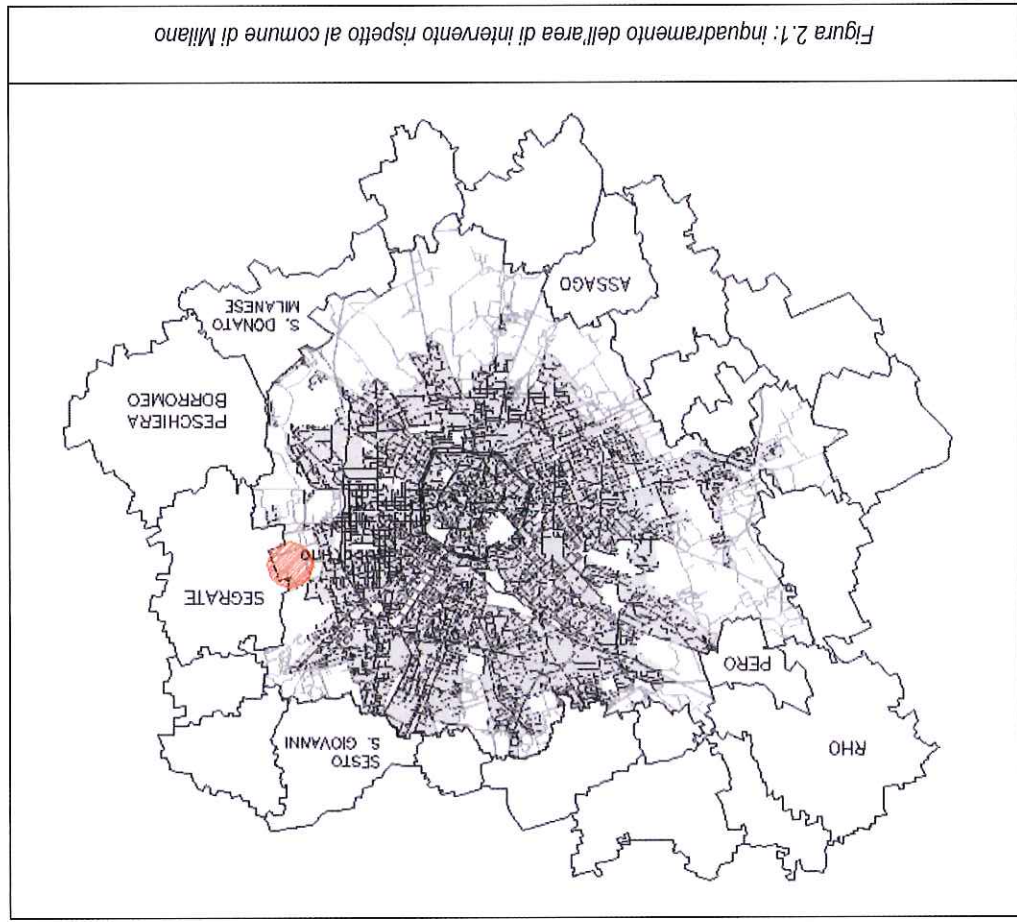 RHO
SESTO
S. GIOVANNI
PERO
SEGRATE
PESCHIERA
BORROMEO
S. DONATO
MILANESE
ASSAGO
Figura 2.1: inquadramento dell'area di intervento rispetto al comune di Milano